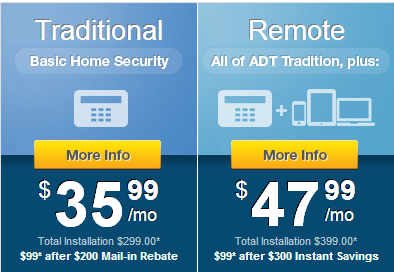 Traditional
Basic Home Security
More Info
$35.99/mo
Total Installation $299.00*
$99* after $200 Mail-in Rebate
Remote
All of ADT Tradition, plus:
+
More Info
$47.99/mo
Total Installation $399.00*
$99* after $300 Instant Savings